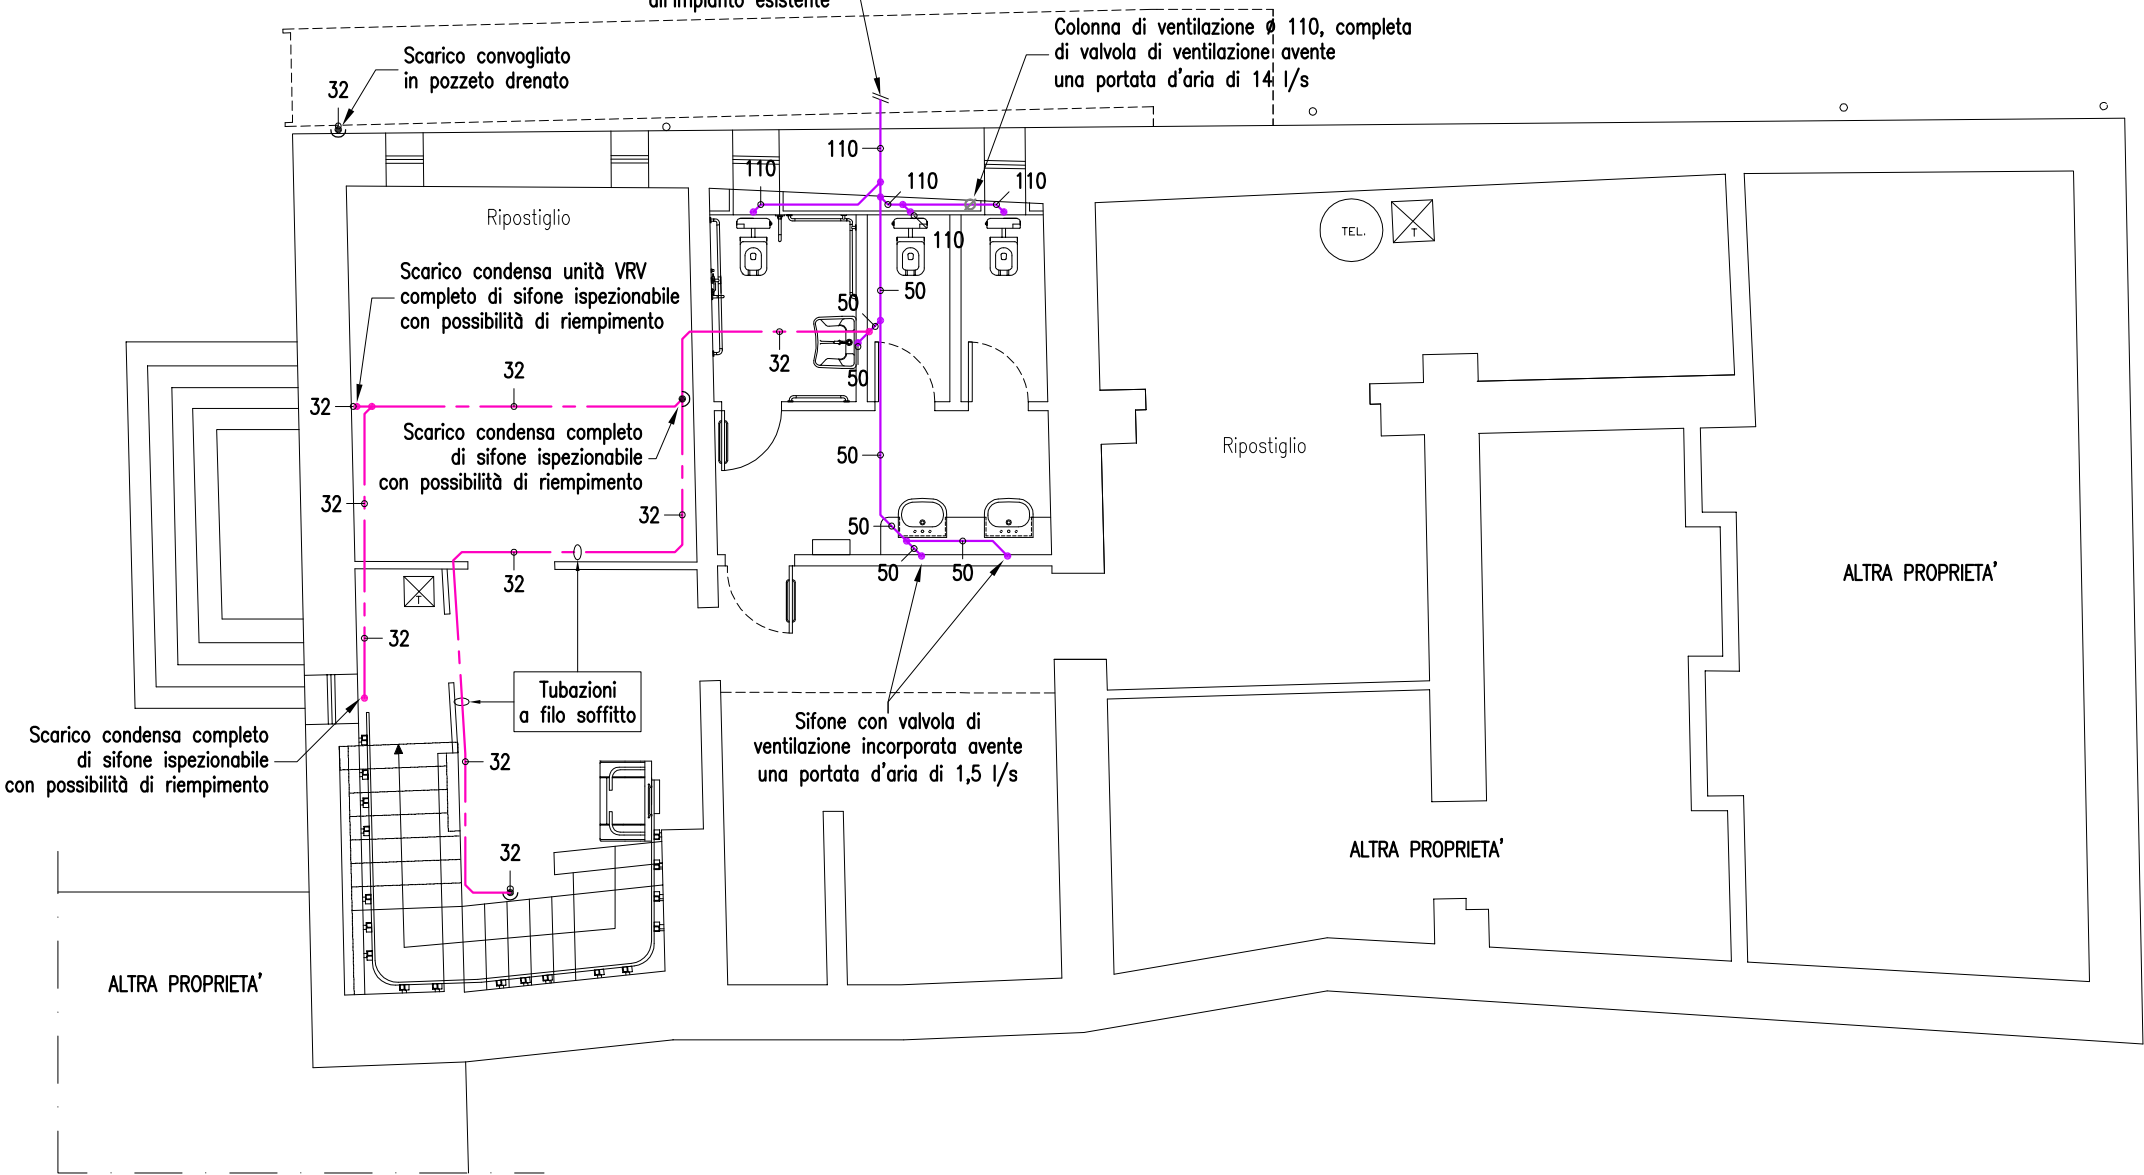 all'impianto esistente
Colonna di ventilazione ø 110, completa
di valvola di ventilazione avente
una portata d'aria di 14 l/s
Scarico convogliato
in pozzeto drenato
32
110
110
110
110
110
Ripostiglio
TEL.
T
Scarico condensa unità VRV
completo di sifone ispezionabile
con possibilità di riempimento
50
50
32
50
32
32
Scarico condensa completo
di sifone ispezionabile
con possibilità di riempimento
Ripostiglio
50
32
32
50
50
50
32
T
ALTRA PROPRIETA'
32
Tubazioni
a filo soffitto
Sifone con valvola di
ventilazione incorporata avente
una portata d'aria di 1,5 l/s
Scarico condensa completo
di sifone ispezionabile
con possibilità di riempimento
32
32
ALTRA PROPRIETA'
ALTRA PROPRIETA'